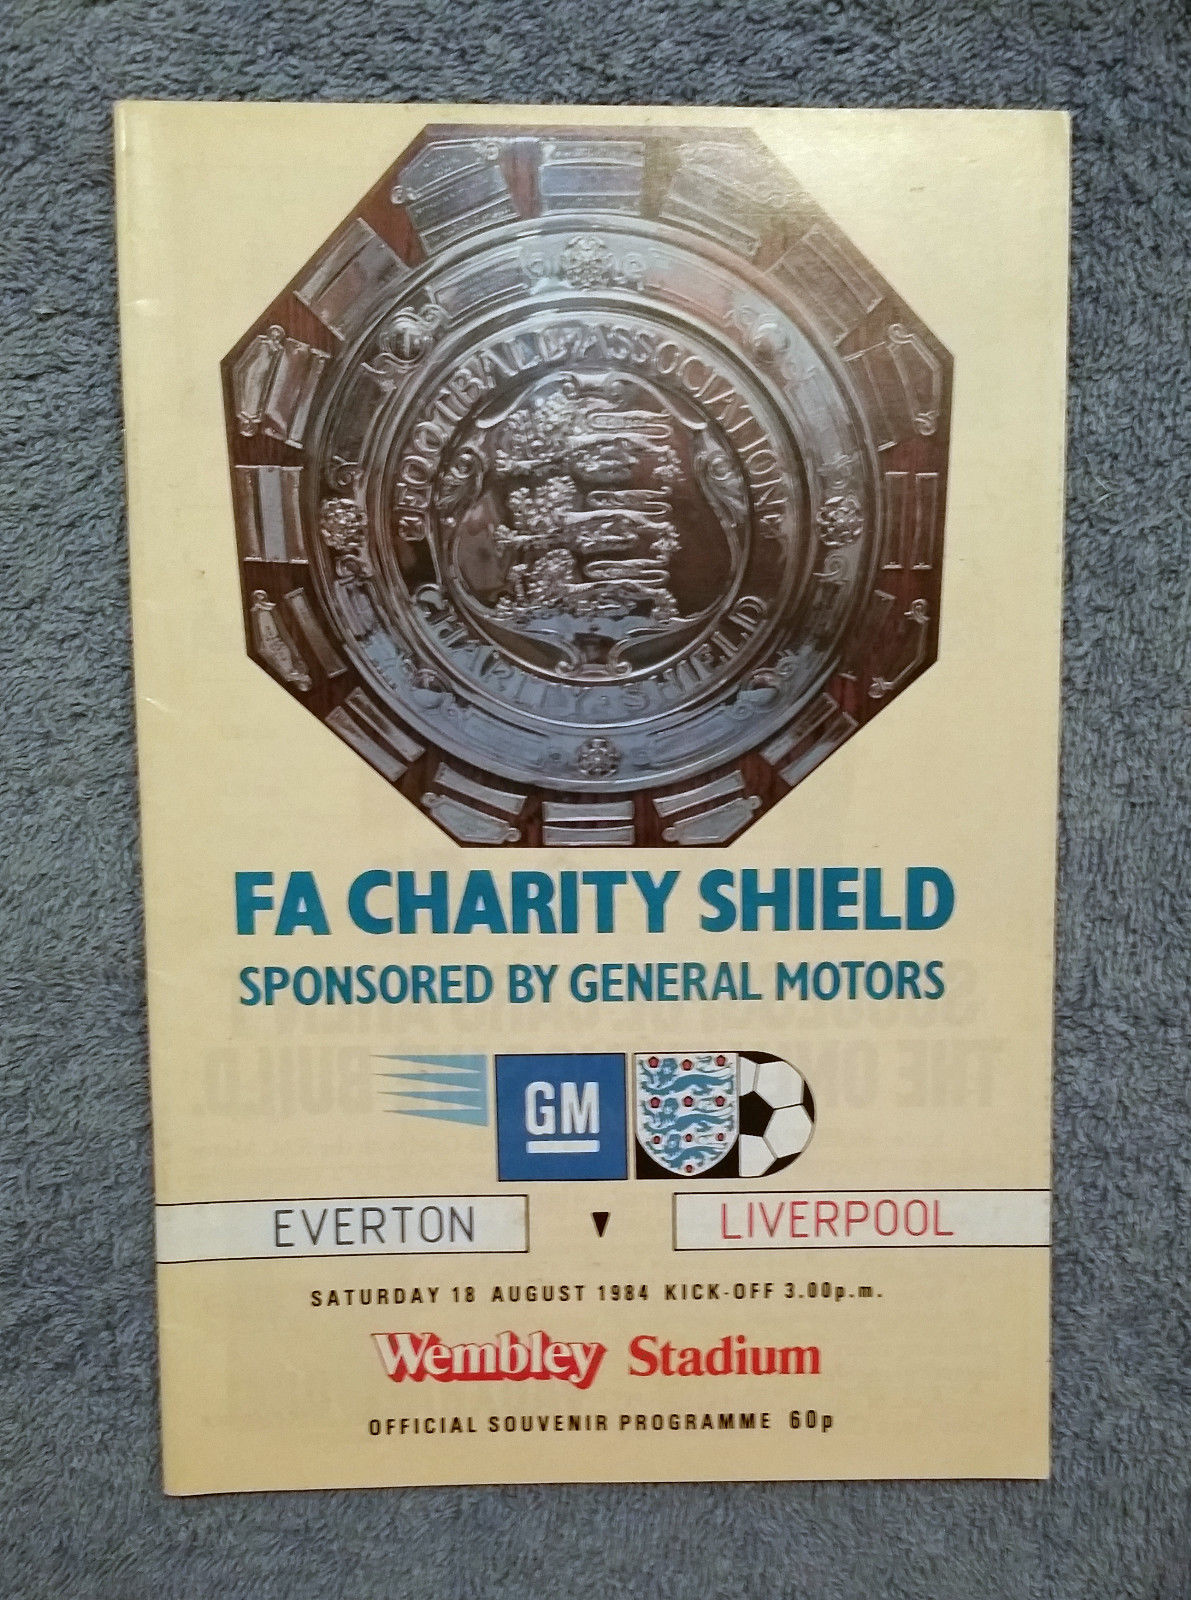 FOOTBALL ASSOCIATION
CHARITY SHIELD
FA CHARITY SHIELD
SPONSORED BY GENERAL MOTORS
GM
EVERTON V LIVERPOOL
SATURDAY 18 AUGUST 1984 KICK-OFF 3.00p.m.
Wembley Stadium
OFFICIAL SOUVENIR PROGRAMME 60p